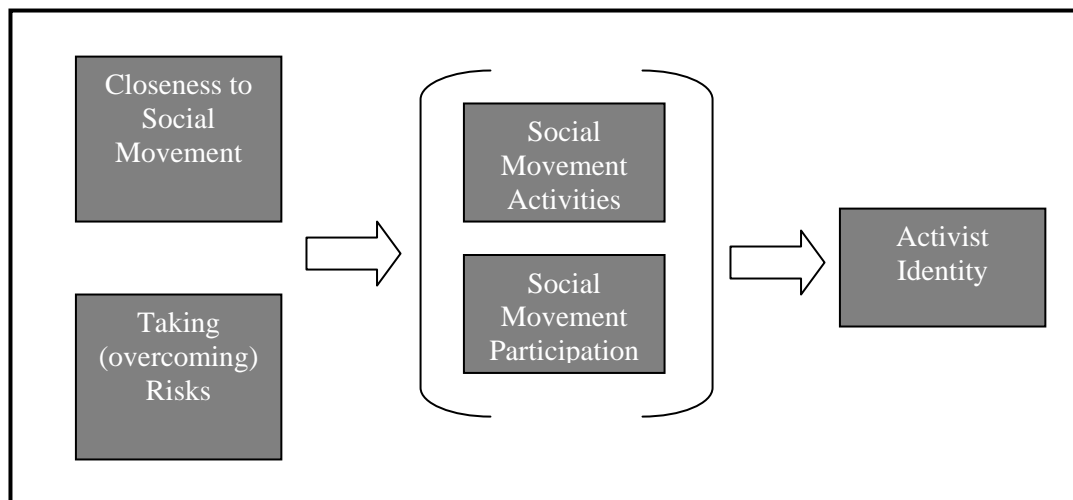 Closeness to
Social
Movement
Taking
(overcoming)
Risks
Social
Movement
Activities
Social
Movement
Participation
Activist
Identity